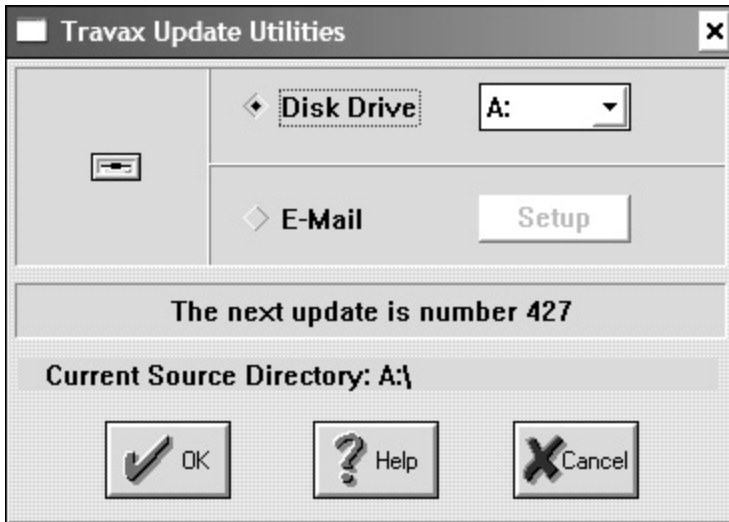 Travax Update Utilities
Disk Drive A:
E-Mail Setup
The next update is number 427
Current Source Directory: A:\
OK Help Cancel